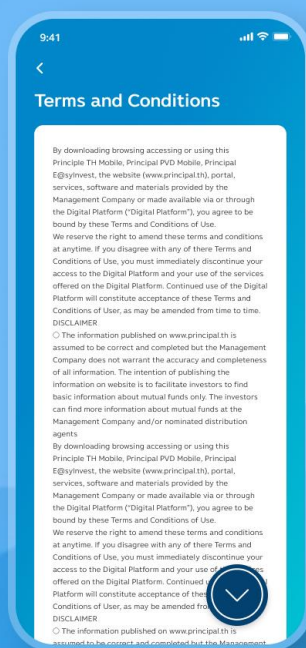 9:41
Terms and Conditions
By downloading browsing accessing or using this
Principle TH Mobile, Principal PVD Mobile, Principal
E@syInvest, the website (www.principal.th), portal,
services, software and materials provided by the
Management Company or made available via or through
the Digital Platform ("Digital Platform"), you agree to be
bound by these Terms and Conditions of Use.
We reserve the right to amend these terms and conditions
at anytime. If you disagree with any of there Terms and
Conditions of Use, you must immediately discontinue your
access to the Digital Platform and your use of the services
offered on the Digital Platform. Continued use of the Digital
Platform will constitute acceptance of these Terms and
Conditions of User, as may be amended from time to time.
DISCLAIMER
○ The information published on www.principal.th is
assumed to be correct and completed but the Management
Company does not warrant the accuracy and completeness
of all information. The intention of publishing the
information on website is to facilitate investors to find
basic information about mutual funds only. The investors
can find more information about mutual funds at the
Management Company and/or nominated distribution
agents
By downloading browsing accessing or using this
Principle TH Mobile, Principal PVD Mobile, Principal
E@syInvest, the website (www.principal.th), portal,
services, software and materials provided by the
Management Company or made available via or through
the Digital Platform ("Digital Platform"), you agree to be
bound by these Terms and Conditions of Use.
We reserve the right to amend these terms and conditions
at anytime. If you disagree with any of there Terms and
Conditions of Use, you must immediately discontinue your
access to the Digital Platform and your use of
offered on the Digital Platform. Continued
Platform will constitute acceptance of these
Conditions of User, as may be amended
DISCLAIMER
○ The information published on www.principal.th is
assumed to be correct and completed but the Management